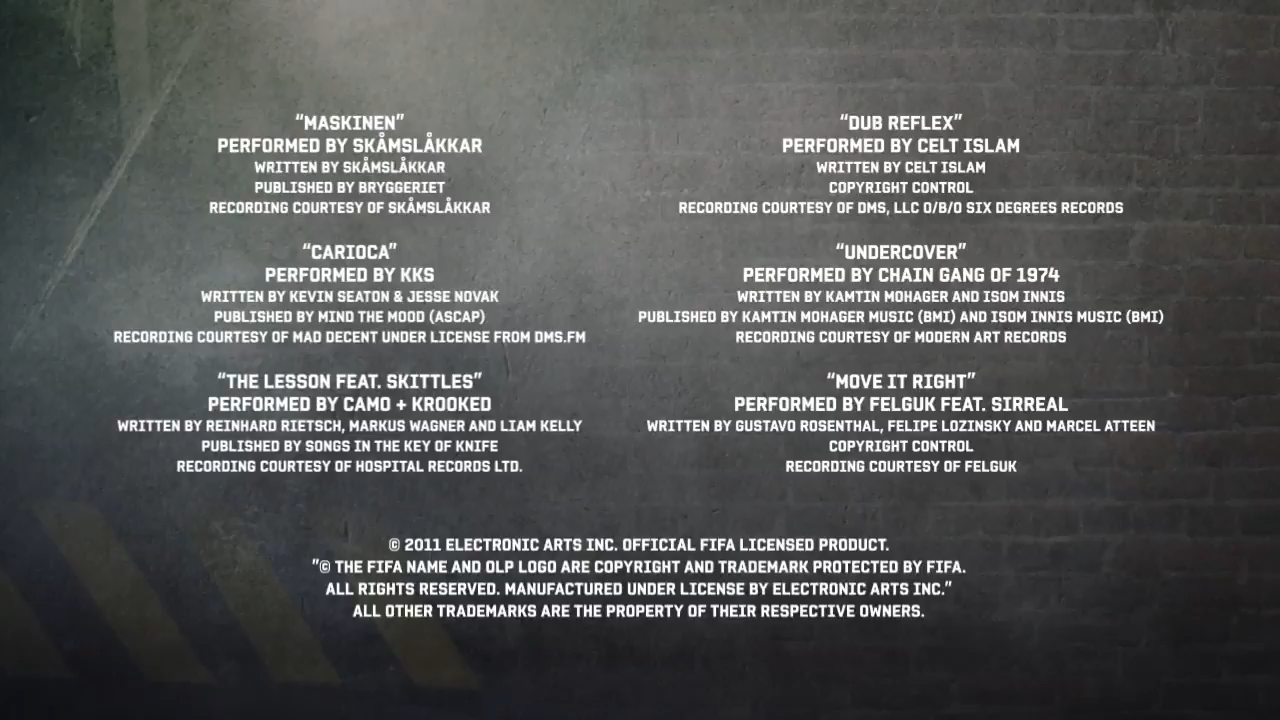 “MASKINEN”
PERFORMED BY SKÅMSLÅKKAR
WRITTEN BY SKÅMSLÅKKAR
PUBLISHED BY BRYGGERIET
RECORDING COURTESY OF SKÅMSLÅKKAR
“CARIOCA”
PERFORMED BY KKS
WRITTEN BY KEVIN SEATON & JESSE NOVAK
PUBLISHED BY MIND THE MOOD (ASCAP)
RECORDING COURTESY OF MAD DECENT UNDER LICENSE FROM DMS.FM
“THE LESSON FEAT. SKITTLES”
PERFORMED BY CAMO + KROOKED
WRITTEN BY REINHARD RIETSCH, MARKUS WAGNER AND LIAM KELLY
PUBLISHED BY SONGS IN THE KEY OF KNIFE
RECORDING COURTESY OF HOSPITAL RECORDS LTD.
“DUB REFLEX”
PERFORMED BY CELT ISLAM
WRITTEN BY CELT ISLAM
COPYRIGHT CONTROL
RECORDING COURTESY OF DMS, LLC O/B/O SIX DEGREES RECORDS
“UNDERCOVER”
PERFORMED BY CHAIN GANG OF 1974
WRITTEN BY KAMTIN MOHAGER AND ISOM INNIS
PUBLISHED BY KAMTIN MOHAGER MUSIC (BMI) AND ISOM INNIS MUSIC (BMI)
RECORDING COURTESY OF MODERN ART RECORDS
“MOVE IT RIGHT”
PERFORMED BY FELGUK FEAT. SIRREAL
WRITTEN BY GUSTAVO ROSENTHAL, FELIPE LOZINSKY AND MARCEL ATTEEN
COPYRIGHT CONTROL
RECORDING COURTESY OF FELGUK
© 2011 ELECTRONIC ARTS INC. OFFICIAL FIFA LICENSED PRODUCT.
"© THE FIFA NAME AND OLP LOGO ARE COPYRIGHT AND TRADEMARK PROTECTED BY FIFA.
ALL RIGHTS RESERVED. MANUFACTURED UNDER LICENSE BY ELECTRONIC ARTS INC."
ALL OTHER TRADEMARKS ARE THE PROPERTY OF THEIR RESPECTIVE OWNERS.